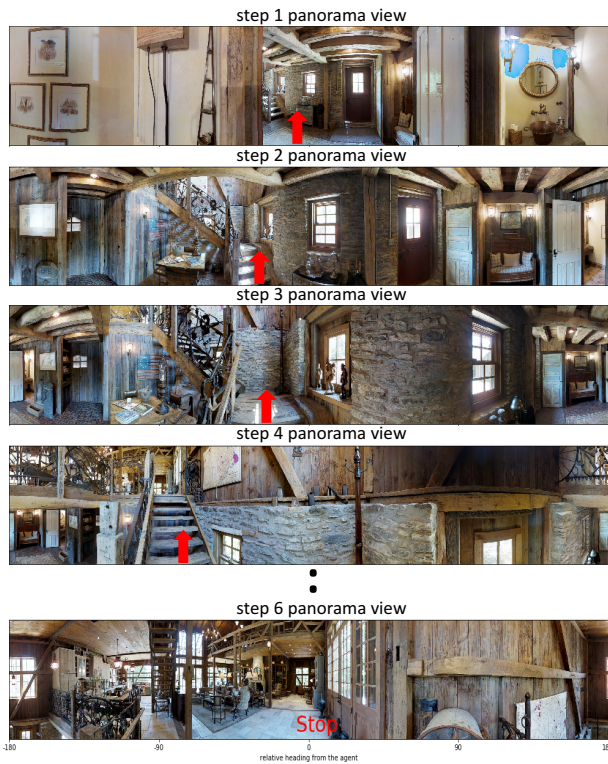 step 1 panorama view
step 2 panorama view
step 3 panorama view
step 4 panorama view
step 6 panorama view
Stop
-180
-90
0
90
18
relative heading from the agent